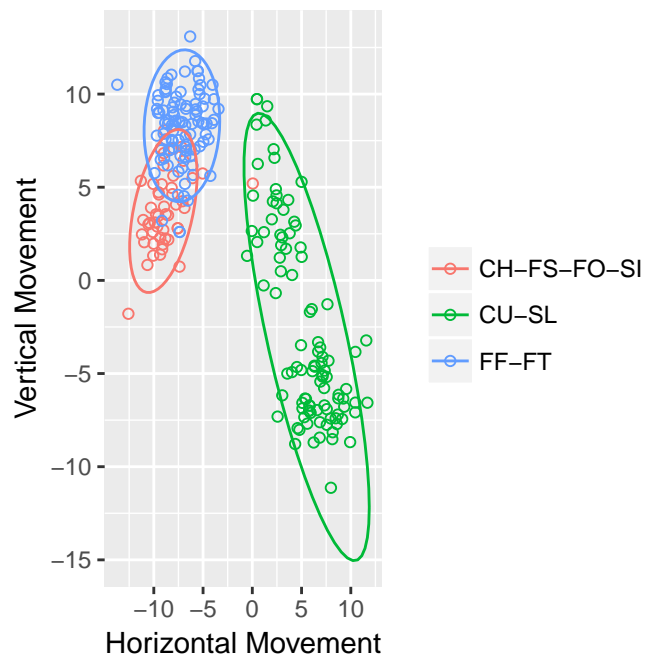 Vertical Movement
10
5
0
−5
−10
−15
−10 −5 0 5 10
Horizontal Movement
CH−FS−FO−SI
CU−SL
FF−FT